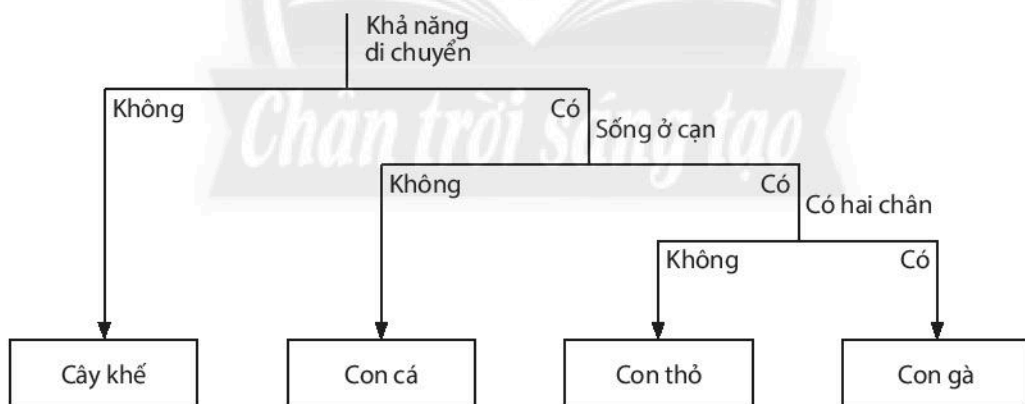 Khả năng
di chuyển
Không
Có
Sống ở cạn
Chân trời sáng tạo
Không
Có
Có hai chân
Không
Có
Cây khế
Con cá
Con thỏ
Con gà